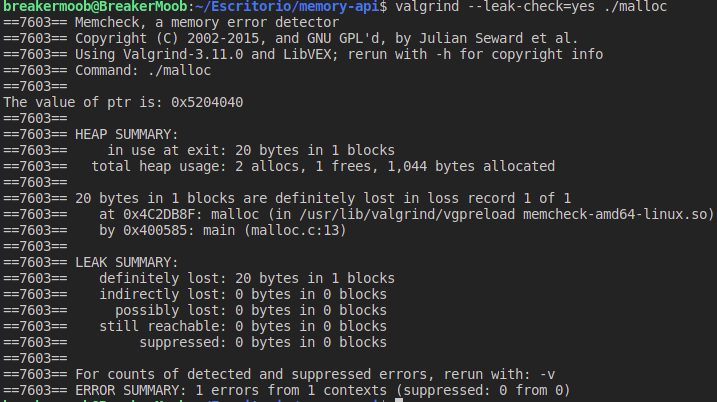 breakermoob@BreakerMoob:~/Escritorio/memory-api$ valgrind --leak-check=yes ./malloc
==7603== Memcheck, a memory error detector
==7603== Copyright (C) 2002-2015, and GNU GPL'd, by Julian Seward et al.
==7603== Using Valgrind-3.11.0 and LibVEX; rerun with -h for copyright info
==7603== Command: ./malloc
==7603==
The value of ptr is: 0x5204040
==7603==
==7603== HEAP SUMMARY:
==7603==     in use at exit: 20 bytes in 1 blocks
==7603==   total heap usage: 2 allocs, 1 frees, 1,044 bytes allocated
==7603==
==7603== 20 bytes in 1 blocks are definitely lost in loss record 1 of 1
==7603==    at 0x4C2DB8F: malloc (in /usr/lib/valgrind/vgpreload memcheck-amd64-linux.so)
==7603==    by 0x400585: main (malloc.c:13)
==7603==
==7603== LEAK SUMMARY:
==7603==    definitely lost: 20 bytes in 1 blocks
==7603==    indirectly lost: 0 bytes in 0 blocks
==7603==      possibly lost: 0 bytes in 0 blocks
==7603==    still reachable: 0 bytes in 0 blocks
==7603==         suppressed: 0 bytes in 0 blocks
==7603==
==7603== For counts of detected and suppressed errors, rerun with: -v
==7603== ERROR SUMMARY: 1 errors from 1 contexts (suppressed: 0 from 0)